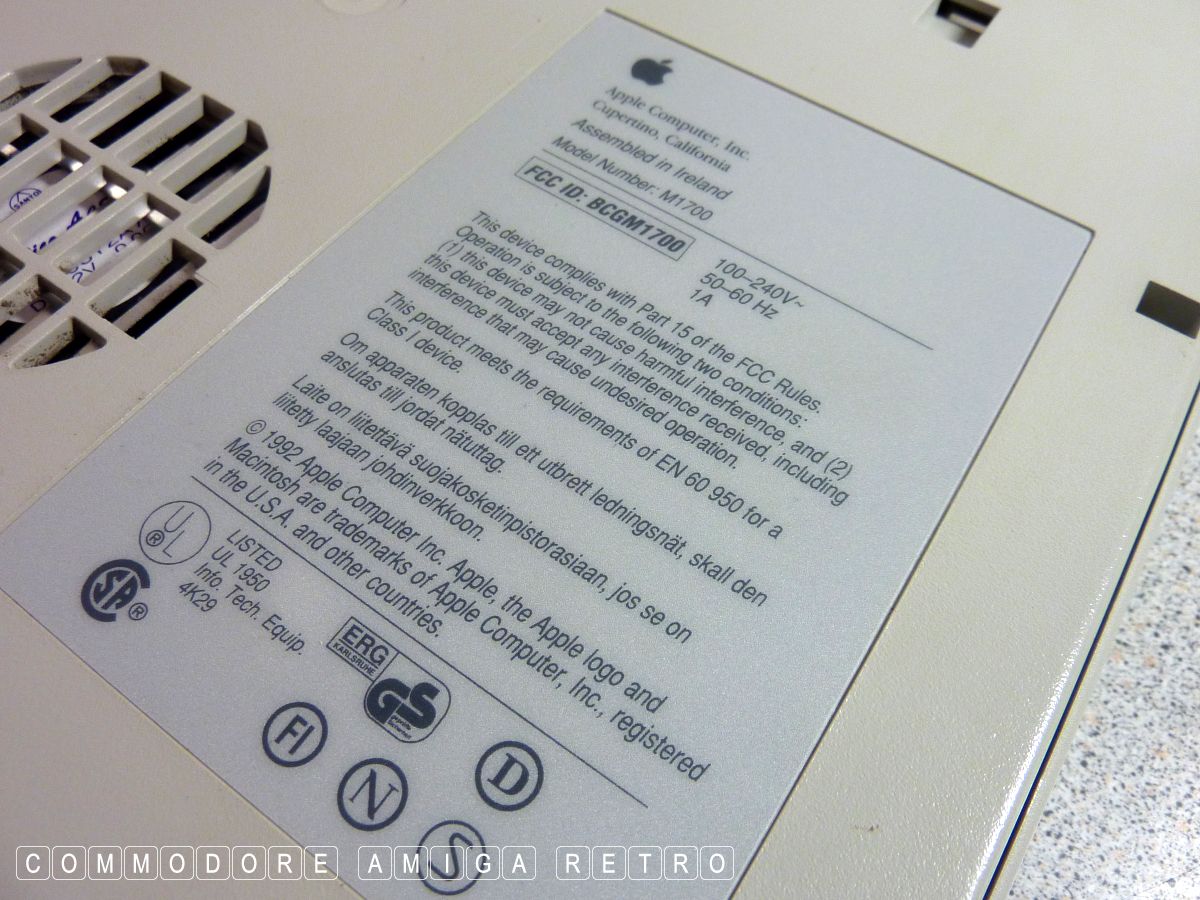 Apple Computer, Inc.
Cupertino, California
Assembled in Ireland
Model Number: M1700
FCC ID: BCGM1700
100–240V~
50–60 Hz
1A
This device complies with Part 15 of the FCC Rules.
Operation is subject to the following two conditions:
(1) this device may not cause harmful interference, and (2)
this device must accept any interference received, including
interference that may cause undesired operation.
This product meets the requirements of EN 60 950 for a
Class I device.
Om apparaten kopplas till ett utbrett ledningsnät, skall den
anslutas till jordat nätuttag.
Laite on liitettävä suojakosketinpistorasiaan, jos se on
liitetty laajaan johdinverkkoon.
© 1992 Apple Computer Inc. Apple, the Apple logo and
Macintosh are trademarks of Apple Computer, Inc., registered
in the U.S.A. and other countries.
UL ®
LISTED
UL 1950
Info. Tech. Equip.
4K29
SA ®
ERG
KARLSRUHE
GS
geprüfte
Sicherheit
FI
N
D
S
COMMODORE AMIGA RETRO